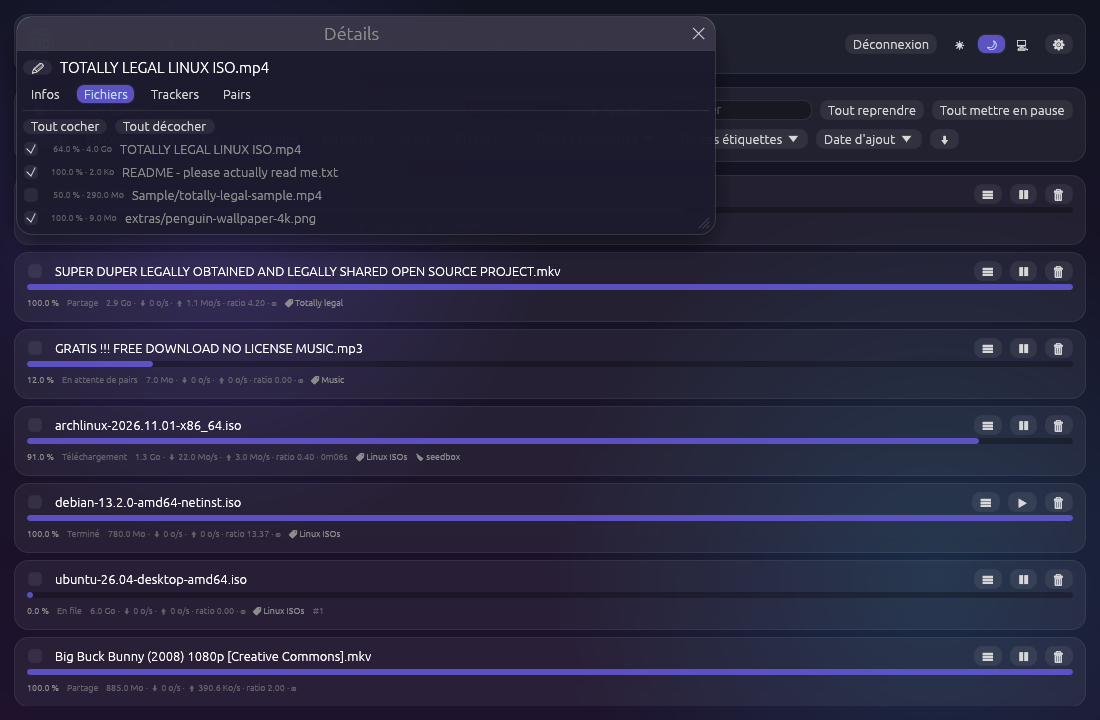 Détails
TOTALLY LEGAL LINUX ISO.mp4
Infos Fichiers Trackers Pairs
Tout cocher Tout décocher
64.0 % · 4.0 Go TOTALLY LEGAL LINUX ISO.mp4
100.0 % · 2.0 Ko README - please actually read me.txt
50.0 % · 290.0 Mo Sample/totally-legal-sample.mp4
100.0 % · 9.0 Mo extras/penguin-wallpaper-4k.png
Déconnexion
Tout reprendre Tout mettre en pause
étiquettes Date d'ajout
SUPER DUPER LEGALLY OBTAINED AND LEGALLY SHARED OPEN SOURCE PROJECT.mkv
100.0 % Partage 2.9 Go · 0 o/s · 1.1 Mo/s · ratio 4.20 · ∞ Totally legal
GRATIS !!! FREE DOWNLOAD NO LICENSE MUSIC.mp3
12.0 % En attente de pairs 7.0 Mo · 0 o/s · 0 o/s · ratio 0.00 · ∞ Music
archlinux-2026.11.01-x86_64.iso
91.0 % Téléchargement 1.3 Go · 22.0 Mo/s · 3.0 Mo/s · ratio 0.40 · 0m06s Linux ISOs seedbox
debian-13.2.0-amd64-netinst.iso
100.0 % Terminé 780.0 Mo · 0 o/s · 0 o/s · ratio 13.37 · ∞ Linux ISOs
ubuntu-26.04-desktop-amd64.iso
0.0 % En file 6.0 Go · 0 o/s · 0 o/s · ratio 0.00 · ∞ Linux ISOs #1
Big Buck Bunny (2008) 1080p [Creative Commons].mkv
100.0 % Partage 885.0 Mo · 0 o/s · 390.6 Ko/s · ratio 2.00 · ∞